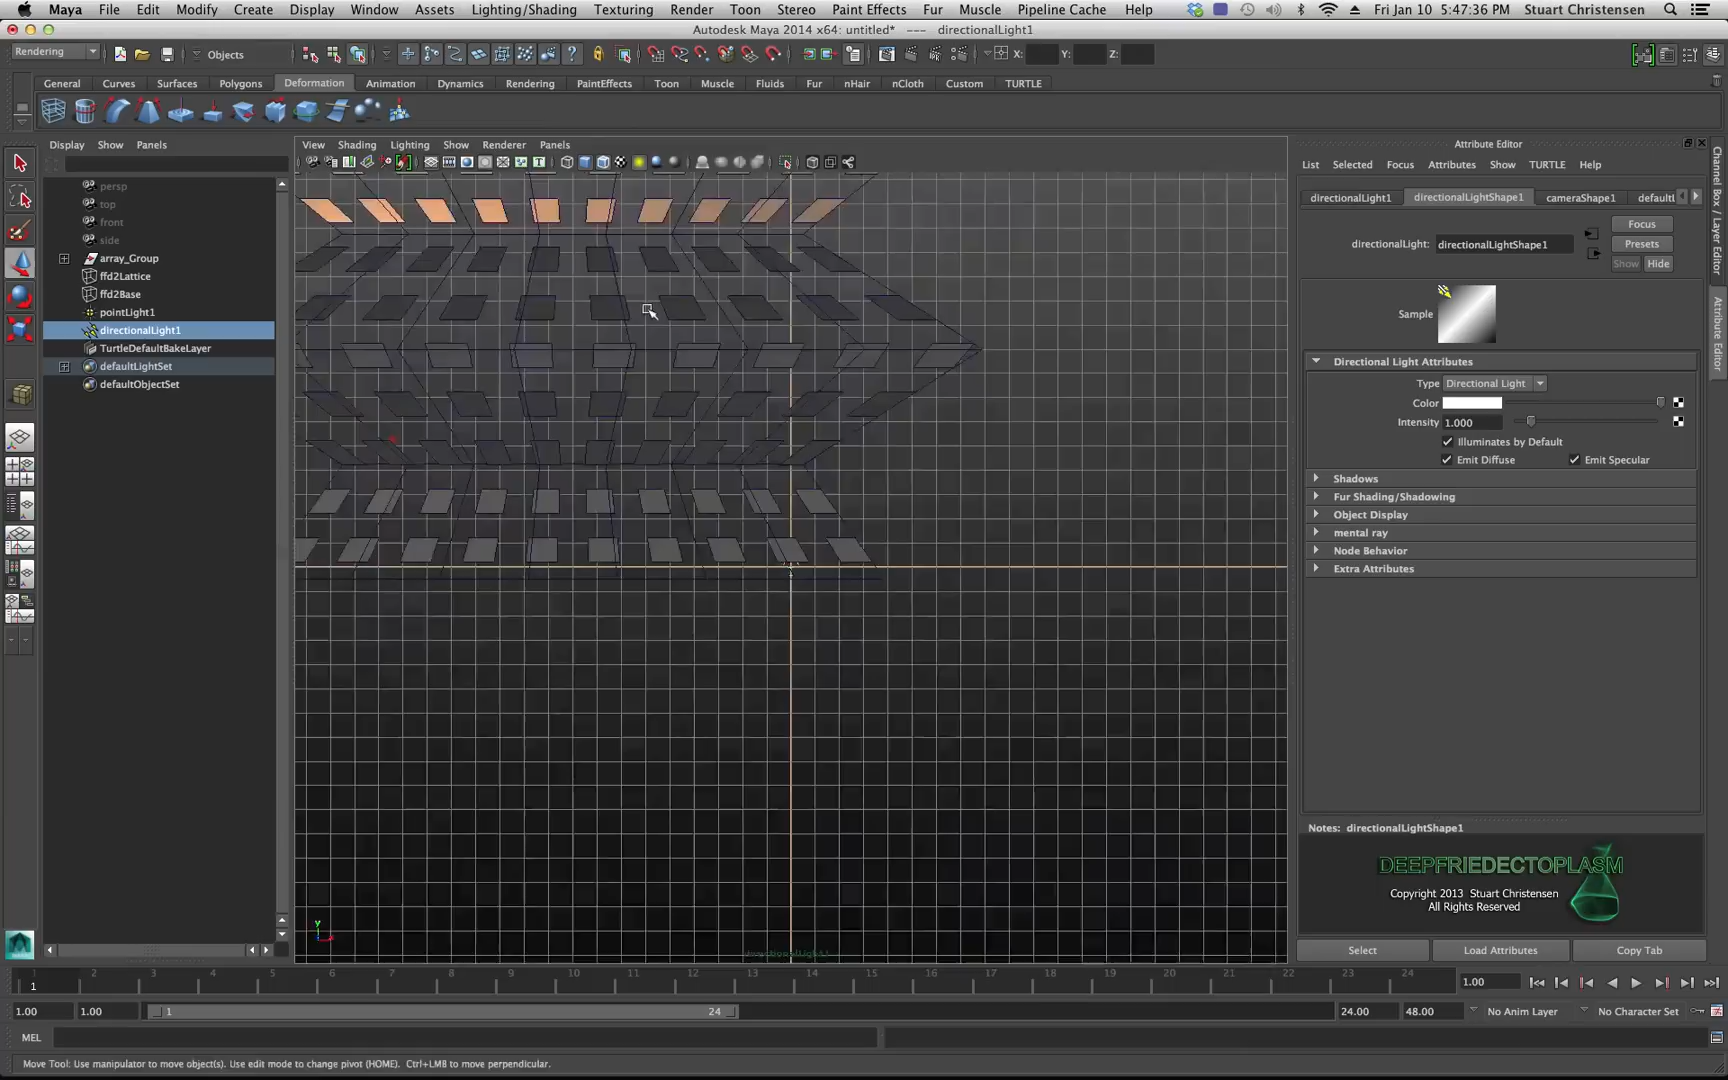 Maya File Edit Modify Create Display Window Assets Lighting/Shading Texturing Render Toon Stereo Paint Effects Fur Muscle Pipeline Cache Help Fri Jan 10 5:47:36 PM Stuart Christensen
Autodesk Maya 2014 x64: untitled* --- directionalLight1
Rendering Objects X: Y: Z:
General Curves Surfaces Polygons Deformation Animation Dynamics Rendering PaintEffects Toon Muscle Fluids Fur nHair nCloth Custom TURTLE
Display Show Panels
View Shading Lighting Show Renderer Panels
Attribute Editor
List Selected Focus Attributes Show TURTLE Help
directionalLight1 directionalLightShape1 cameraShape1 defaultl
directionalLight: directionalLightShape1
Focus
Presets
Show Hide
Sample
Directional Light Attributes
Type Directional Light
Color
Intensity 1.000
Illuminates by Default
Emit Diffuse Emit Specular
Shadows
Fur Shading/Shadowing
Object Display
mental ray
Node Behavior
Extra Attributes
Notes: directionalLightShape1
DEEPFRIEDECTOPLASM
Copyright 2013 Stuart Christensen
All Rights Reserved
Select Load Attributes Copy Tab
Channel Box / Layer Editor
Attribute Editor
persp
top
front
side
array_Group
ffd2Lattice
ffd2Base
pointLight1
directionalLight1
TurtleDefaultBakeLayer
defaultLightSet
defaultObjectSet
y
1 2 3 4 5 6 7 8 9 10 11 12 13 14 15 16 17 18 19 20 21 22 23 24
1 1.00
1.00 1.00 1 24 24.00 48.00 No Anim Layer No Character Set
MEL
Move Tool: Use manipulator to move object(s). Use edit mode to change pivot (HOME). Ctrl+LMB to move perpendicular.